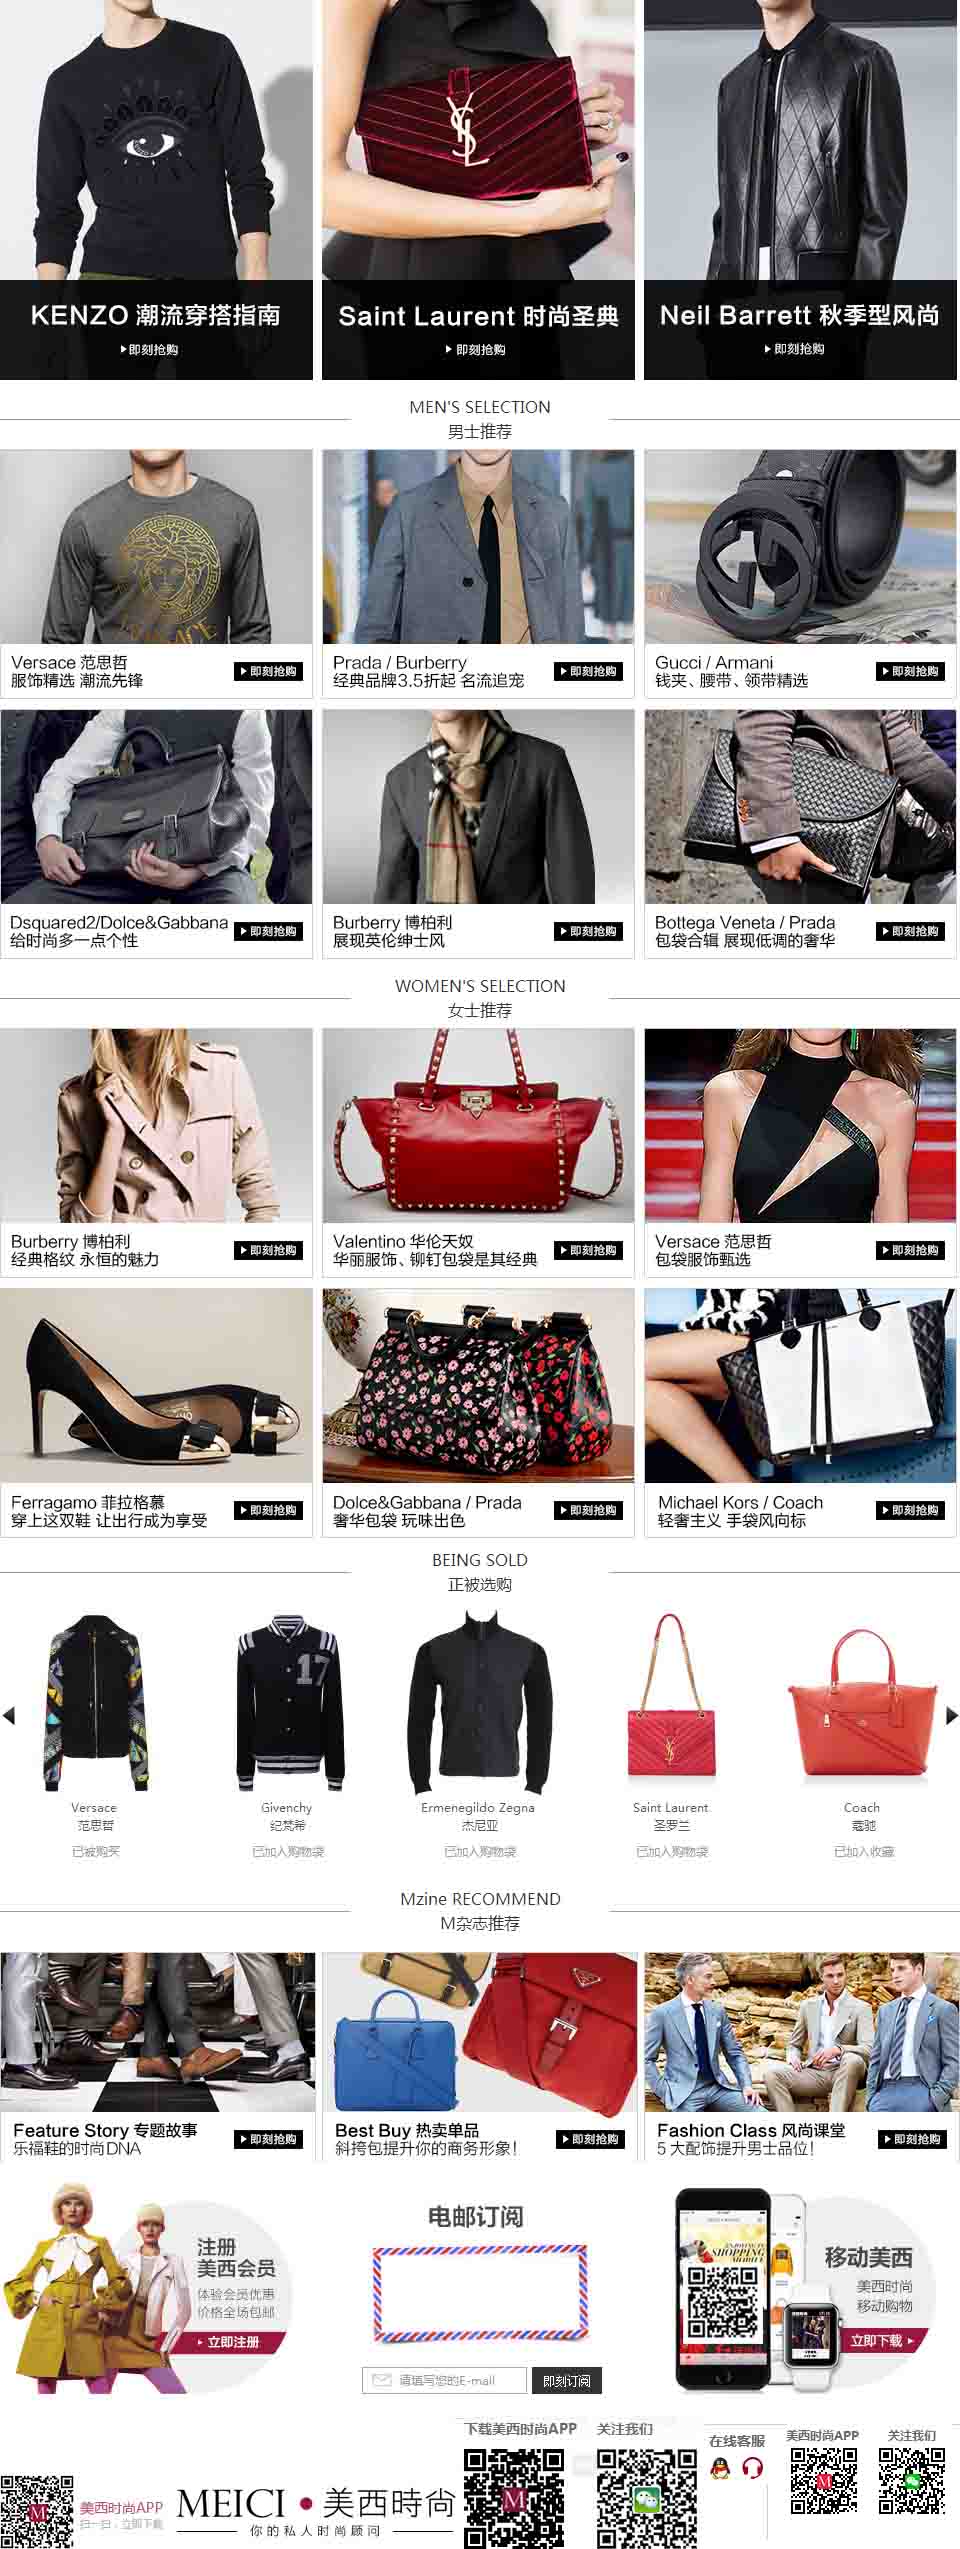 KENZO 潮流穿搭指南
即刻抢购
Saint Laurent 时尚圣典
即刻抢购
Neil Barrett 秋季型风尚
即刻抢购
MEN'S SELECTION
男士推荐
VERSACE
Versace 范思哲
服饰精选 潮流先锋
即刻抢购
Prada / Burberry
经典品牌3.5折起 名流追宠
即刻抢购
Gucci / Armani
钱夹、腰带、领带精选
即刻抢购
Dsquared2/Dolce&Gabbana
给时尚多一点个性
即刻抢购
Burberry 博柏利
展现英伦绅士风
即刻抢购
Bottega Veneta / Prada
包袋合辑 展现低调的奢华
即刻抢购
WOMEN'S SELECTION
女士推荐
Burberry 博柏利
经典格纹 永恒的魅力
即刻抢购
Valentino 华伦天奴
华丽服饰、铆钉包袋是其经典
即刻抢购
Versace 范思哲
包袋服饰甄选
即刻抢购
Ferragamo 菲拉格慕
穿上这双鞋 让出行成为享受
即刻抢购
Dolce&Gabbana / Prada
奢华包袋 玩味出色
即刻抢购
Michael Kors / Coach
轻奢主义 手袋风向标
即刻抢购
BEING SOLD
正被选购
17
Versace
范思哲
已被购买
Givenchy
纪梵希
已加入购物袋
Ermenegildo Zegna
杰尼亚
已加入购物袋
YSL
Saint Laurent
圣罗兰
已加入购物袋
Coach
蔻驰
已加入收藏
Mzine RECOMMEND
M杂志推荐
Feature Story 专题故事
乐福鞋的时尚DNA
即刻抢购
Best Buy 热卖单品
斜挎包提升你的商务形象！
即刻抢购
Fashion Class 风尚课堂
5 大配饰提升男士品位！
即刻抢购
注册
美西会员
体验会员优惠
价格全场包邮
立即注册
电邮订阅
请填写您的E-mail
即刻订阅
SHOPPING
移动美西
美西时尚
移动购物
立即下载
M
美西时尚APP
扫一扫，立即下载
MEICI • 美西時尚
你的私人时尚顾问
下载美西时尚APP
M
关注我们
在线客服
美西时尚APP
M
关注我们